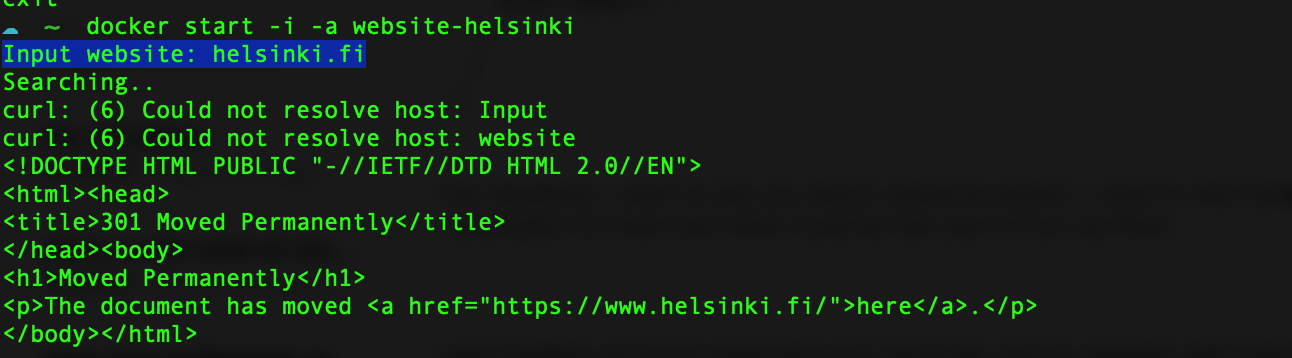 exit
~ docker start -i -a website-helsinki
Input website: helsinki.fi
Searching..
curl: (6) Could not resolve host: Input
curl: (6) Could not resolve host: website
<!DOCTYPE HTML PUBLIC "-//IETF//DTD HTML 2.0//EN">
<html><head>
<title>301 Moved Permanently</title>
</head><body>
<h1>Moved Permanently</h1>
<p>The document has moved <a href="https://www.helsinki.fi/">here</a>.</p>
</body></html>